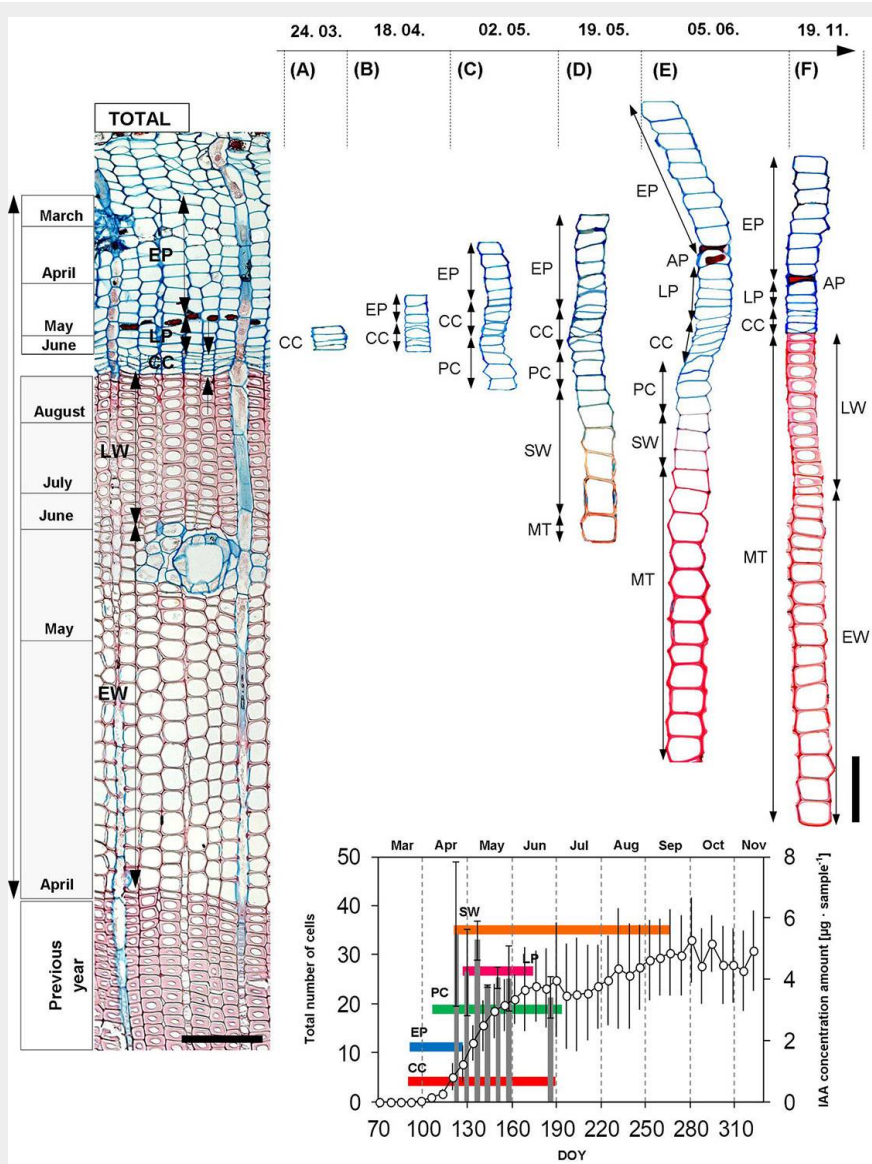 24. 03. 18. 04. 02. 05. 19. 05. 05. 06. 19. 11.
(A) (B) (C) (D) (E) (F)
TOTAL
March
April
May
June
August
July
June
May
April
Previous
year
EP
LP
CC
LW
EW
CC
EP
CC
EP
CC
PC
EP
CC
PC
SW
MT
EP
AP
LP
CC
PC
SW
MT
EP
AP
LP
CC
LW
MT
EW
Mar Apr May Jun Jul Aug Sep Oct Nov
50
40
30
20
10
0
Total number of cells
SW
LP
PC
EP
CC
8
6
4
2
0
IAA concentration amount [µg · sample⁻¹]
70 100 130 160 190 220 250 280 310
DOY